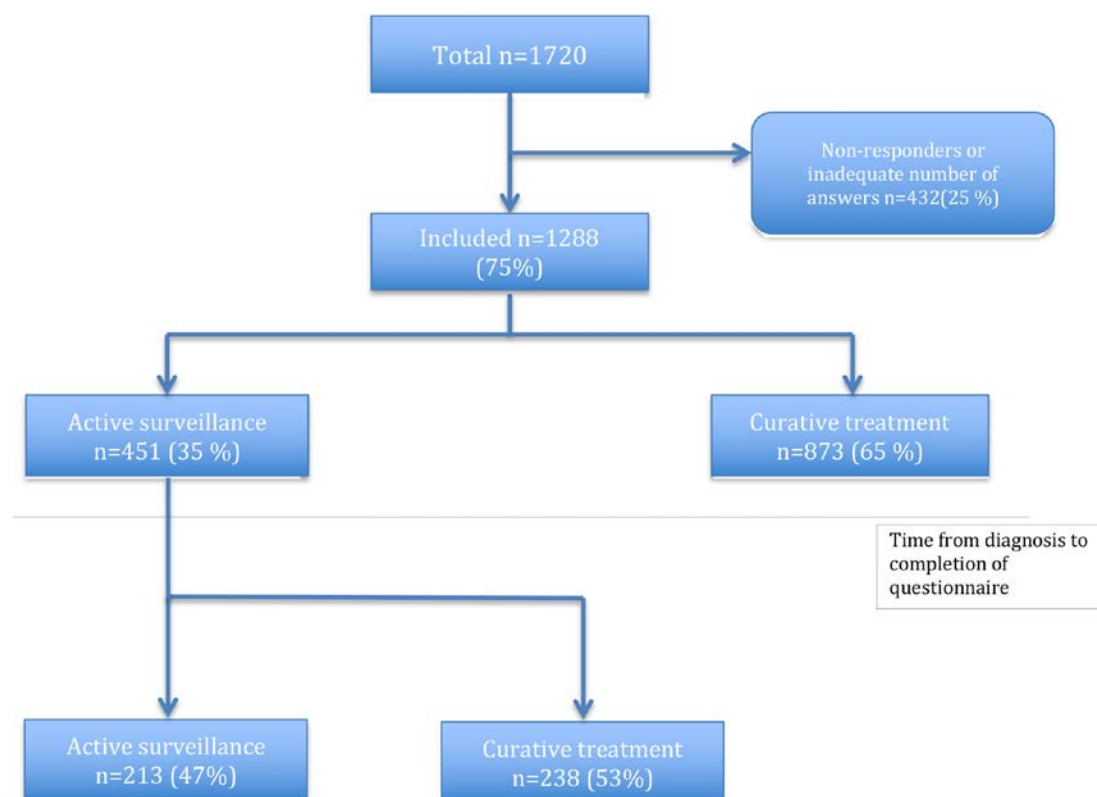 Total n=1720
Non-responders or
inadequate number of
answers n=432(25 %)
Included n=1288
(75%)
Active surveillance
n=451 (35 %)
Curative treatment
n=873 (65 %)
Time from diagnosis to
completion of
questionnaire
Active surveillance
n=213 (47%)
Curative treatment
n=238 (53%)